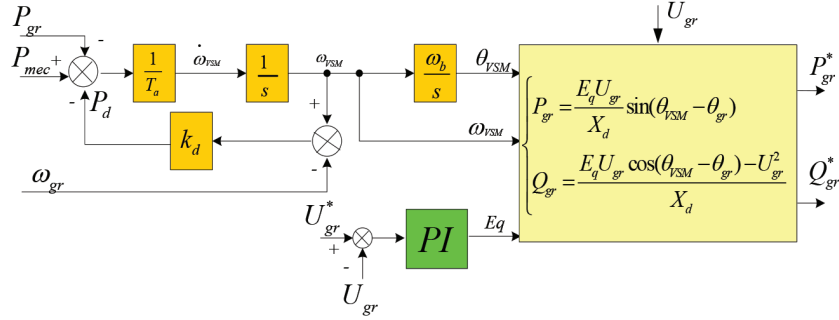 P_gr
-
U_gr
P_mec
+
-
P_d
1/T_a
ω̇_VSM
1/s
ω_VSM
ω_b/s
θ_VSM
P*_gr
+
-
k_d
ω_VSM
P_gr = E_q U_gr / X_d sin(θ_VSM − θ_gr)
Q_gr = E_q U_gr cos(θ_VSM − θ_gr) − U²_gr / X_d
Q*_gr
ω_gr
U*_gr
+
-
PI
Eq
U_gr